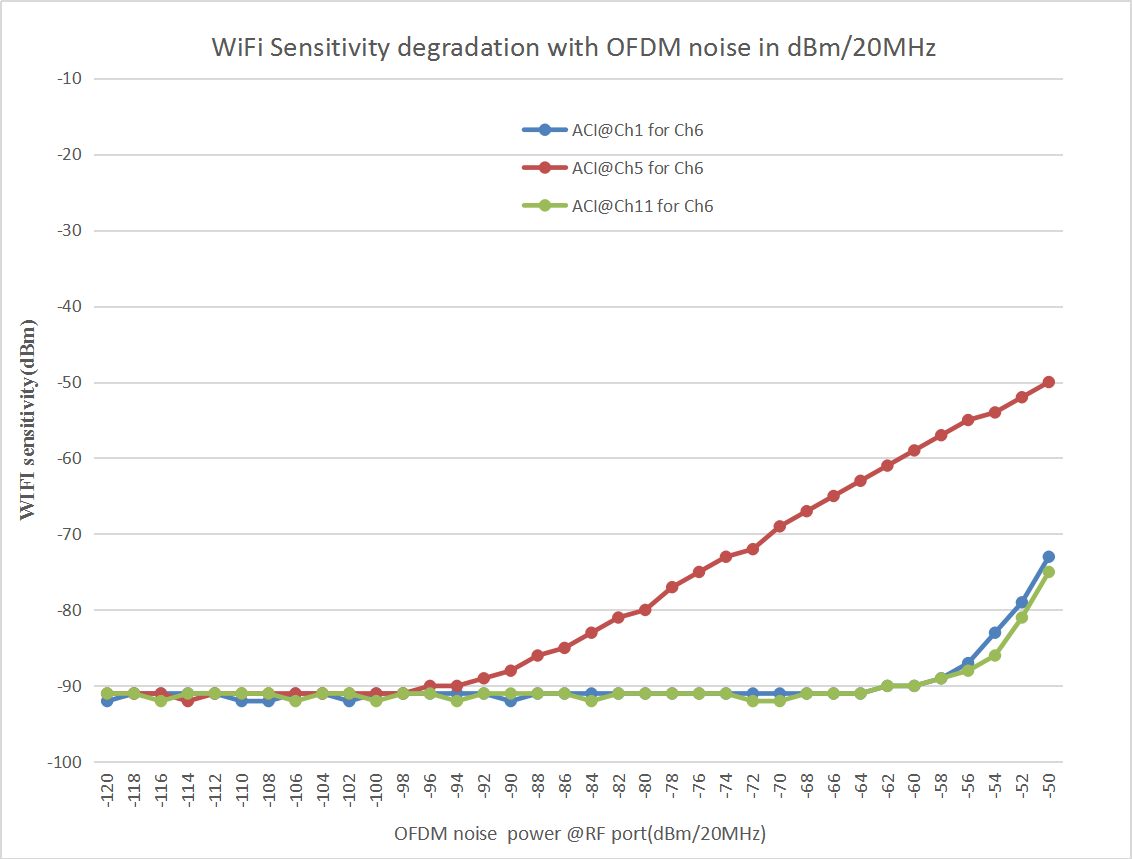 WiFi Sensitivity degradation with OFDM noise in dBm/20MHz
-10
-20
-30
-40
-50
-60
-70
-80
-90
-100
WIFI sensitivity(dBm)
ACI@Ch1 for Ch6
ACI@Ch5 for Ch6
ACI@Ch11 for Ch6
-120 -118 -116 -114 -112 -110 -108 -106 -104 -102 -100 -98 -96 -94 -92 -90 -88 -86 -84 -82 -80 -78 -76 -74 -72 -70 -68 -66 -64 -62 -60 -58 -56 -54 -52 -50
OFDM noise  power @RF port(dBm/20MHz)